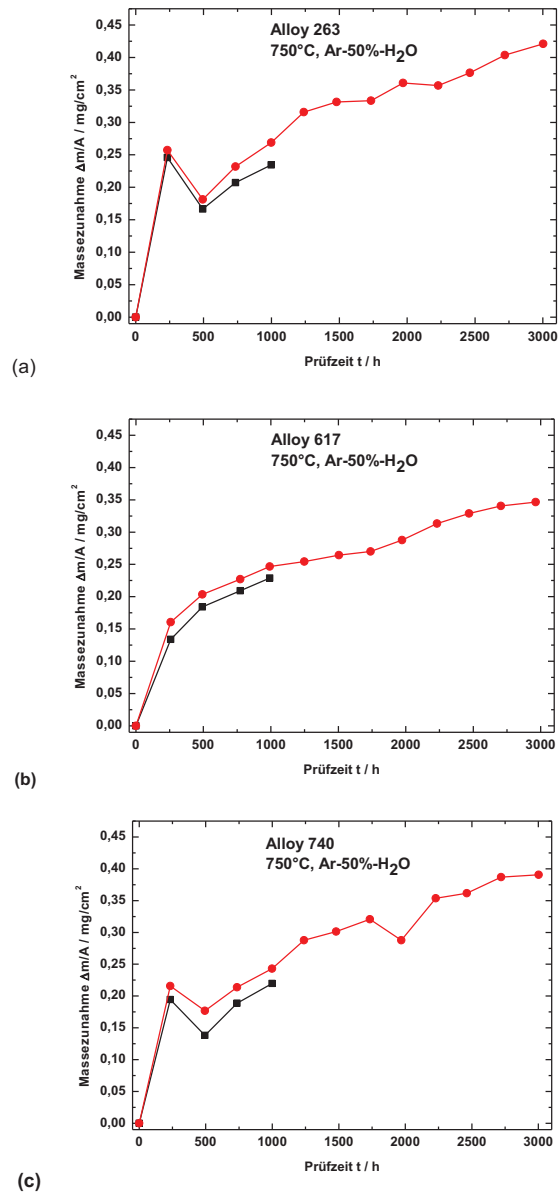 Alloy 263
750°C, Ar-50%-H₂O
0,45
0,40
0,35
0,30
0,25
0,20
0,15
0,10
0,05
0,00
Massezunahme Δm/A / mg/cm²
0 500 1000 1500 2000 2500 3000
Prüfzeit t / h
(a)
Alloy 617
750°C, Ar-50%-H₂O
0,45
0,40
0,35
0,30
0,25
0,20
0,15
0,10
0,05
0,00
Massezunahme Δm/A / mg/cm²
0 500 1000 1500 2000 2500 3000
Prüfzeit t / h
(b)
Alloy 740
750°C, Ar-50%-H₂O
0,45
0,40
0,35
0,30
0,25
0,20
0,15
0,10
0,05
0,00
Massezunahme Δm/A / mg/cm²
0 500 1000 1500 2000 2500 3000
Prüfzeit t / h
(c)